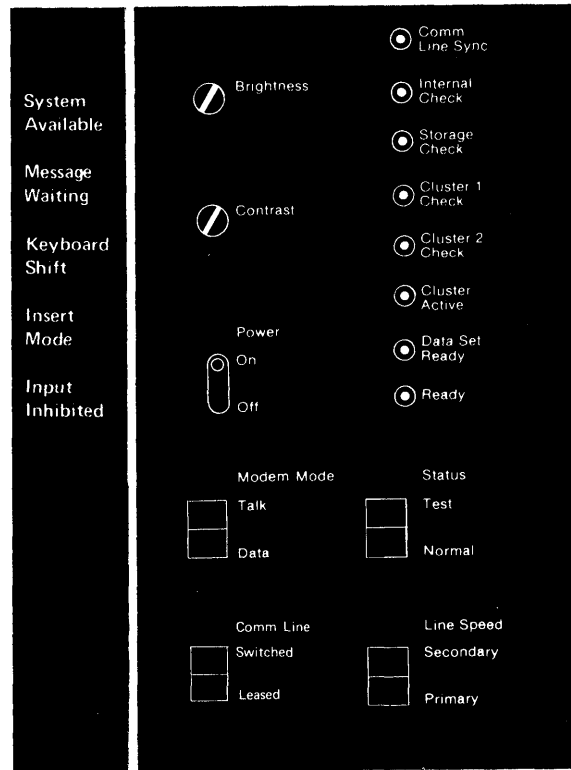 System
Available
Message
Waiting
Keyboard
Shift
Insert
Mode
Input
Inhibited
Brightness
Contrast
Power
On
Off
Comm
Line Sync
Internal
Check
Storage
Check
Cluster 1
Check
Cluster 2
Check
Cluster
Active
Data Set
Ready
Ready
Modem Mode
Talk
Data
Status
Test
Normal
Comm Line
Switched
Leased
Line Speed
Secondary
Primary